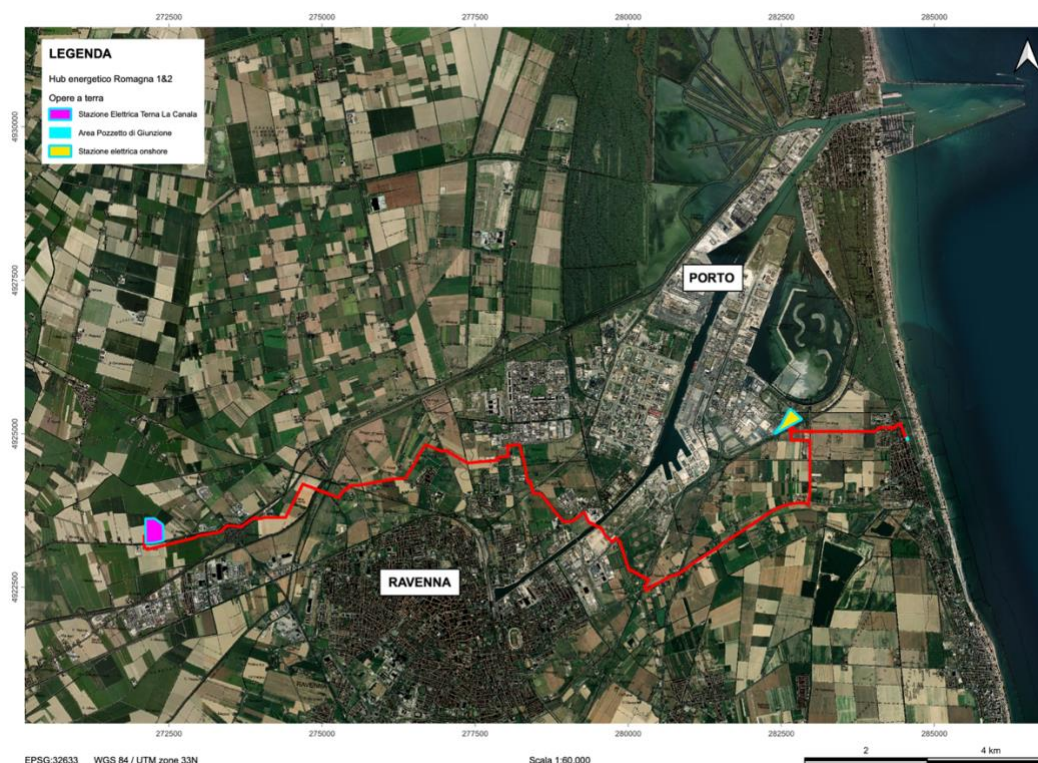 272500 275000 277500 280000 282500 285000
LEGENDA
Hub energetico Romagna 1&2
Opere a terra
Stazione Elettrica Terna La Canala
Area Pozzetto di Giunzione
Stazione elettrica onshore
4930000
4927500
PORTO
4925000
RAVENNA
4922500
272500 275000 277500 280000 282500 285000
EPSG:32633 WGS 84 / UTM zone 33N Scala 1:60.000 2 4 km